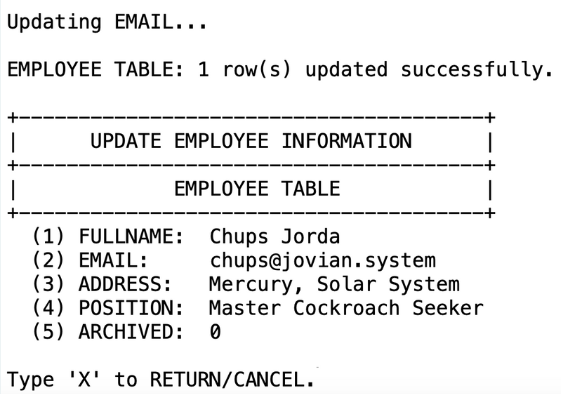 Updating EMAIL...
EMPLOYEE TABLE: 1 row(s) updated successfully.
+---------------------------------------+
|      UPDATE EMPLOYEE INFORMATION      |
+---------------------------------------+
|             EMPLOYEE TABLE            |
+---------------------------------------+
(1) FULLNAME:  Chups Jorda
(2) EMAIL:     chups@jovian.system
(3) ADDRESS:   Mercury, Solar System
(4) POSITION:  Master Cockroach Seeker
(5) ARCHIVED:  0
Type 'X' to RETURN/CANCEL.